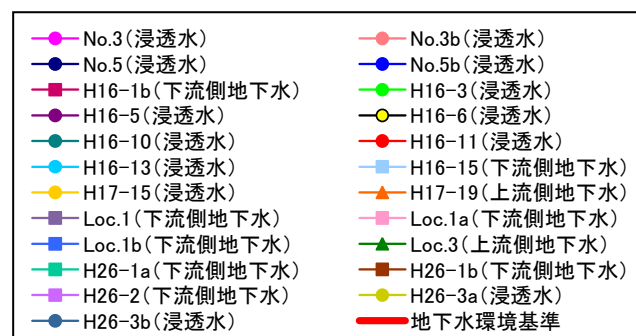 No.3(浸透水) No.3b(浸透水)
No.5(浸透水) No.5b(浸透水)
H16-1b(下流側地下水) H16-3(浸透水)
H16-5(浸透水) H16-6(浸透水)
H16-10(浸透水) H16-11(浸透水)
H16-13(浸透水) H16-15(下流側地下水)
H17-15(浸透水) H17-19(上流側地下水)
Loc.1(下流側地下水) Loc.1a(下流側地下水)
Loc.1b(下流側地下水) Loc.3(上流側地下水)
H26-1a(下流側地下水) H26-1b(下流側地下水)
H26-2(下流側地下水) H26-3a(浸透水)
H26-3b(浸透水) 地下水環境基準